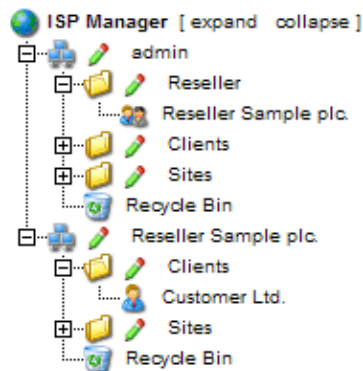 ISP Manager [ expand collapse ]
admin
Reseller
Reseller Sample plc.
Clients
Sites
Recycle Bin
Reseller Sample plc.
Clients
Customer Ltd.
Sites
Recycle Bin